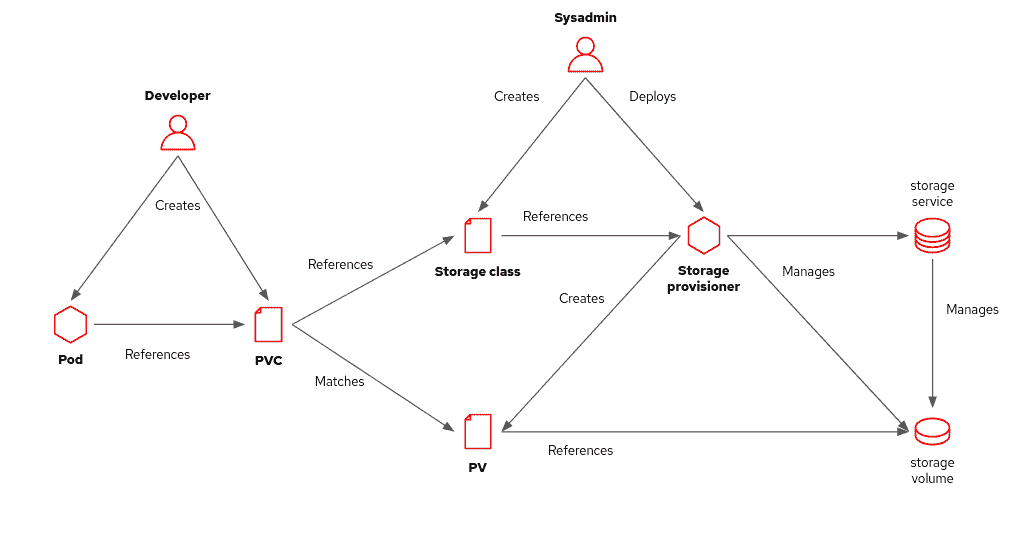 Sysadmin
Developer
Creates
Deploys
storage
service
Creates
References
References
Storage class
Storage
provisioner
Manages
Creates
Manages
References
Pod
PVC
Matches
References
PV
storage
volume